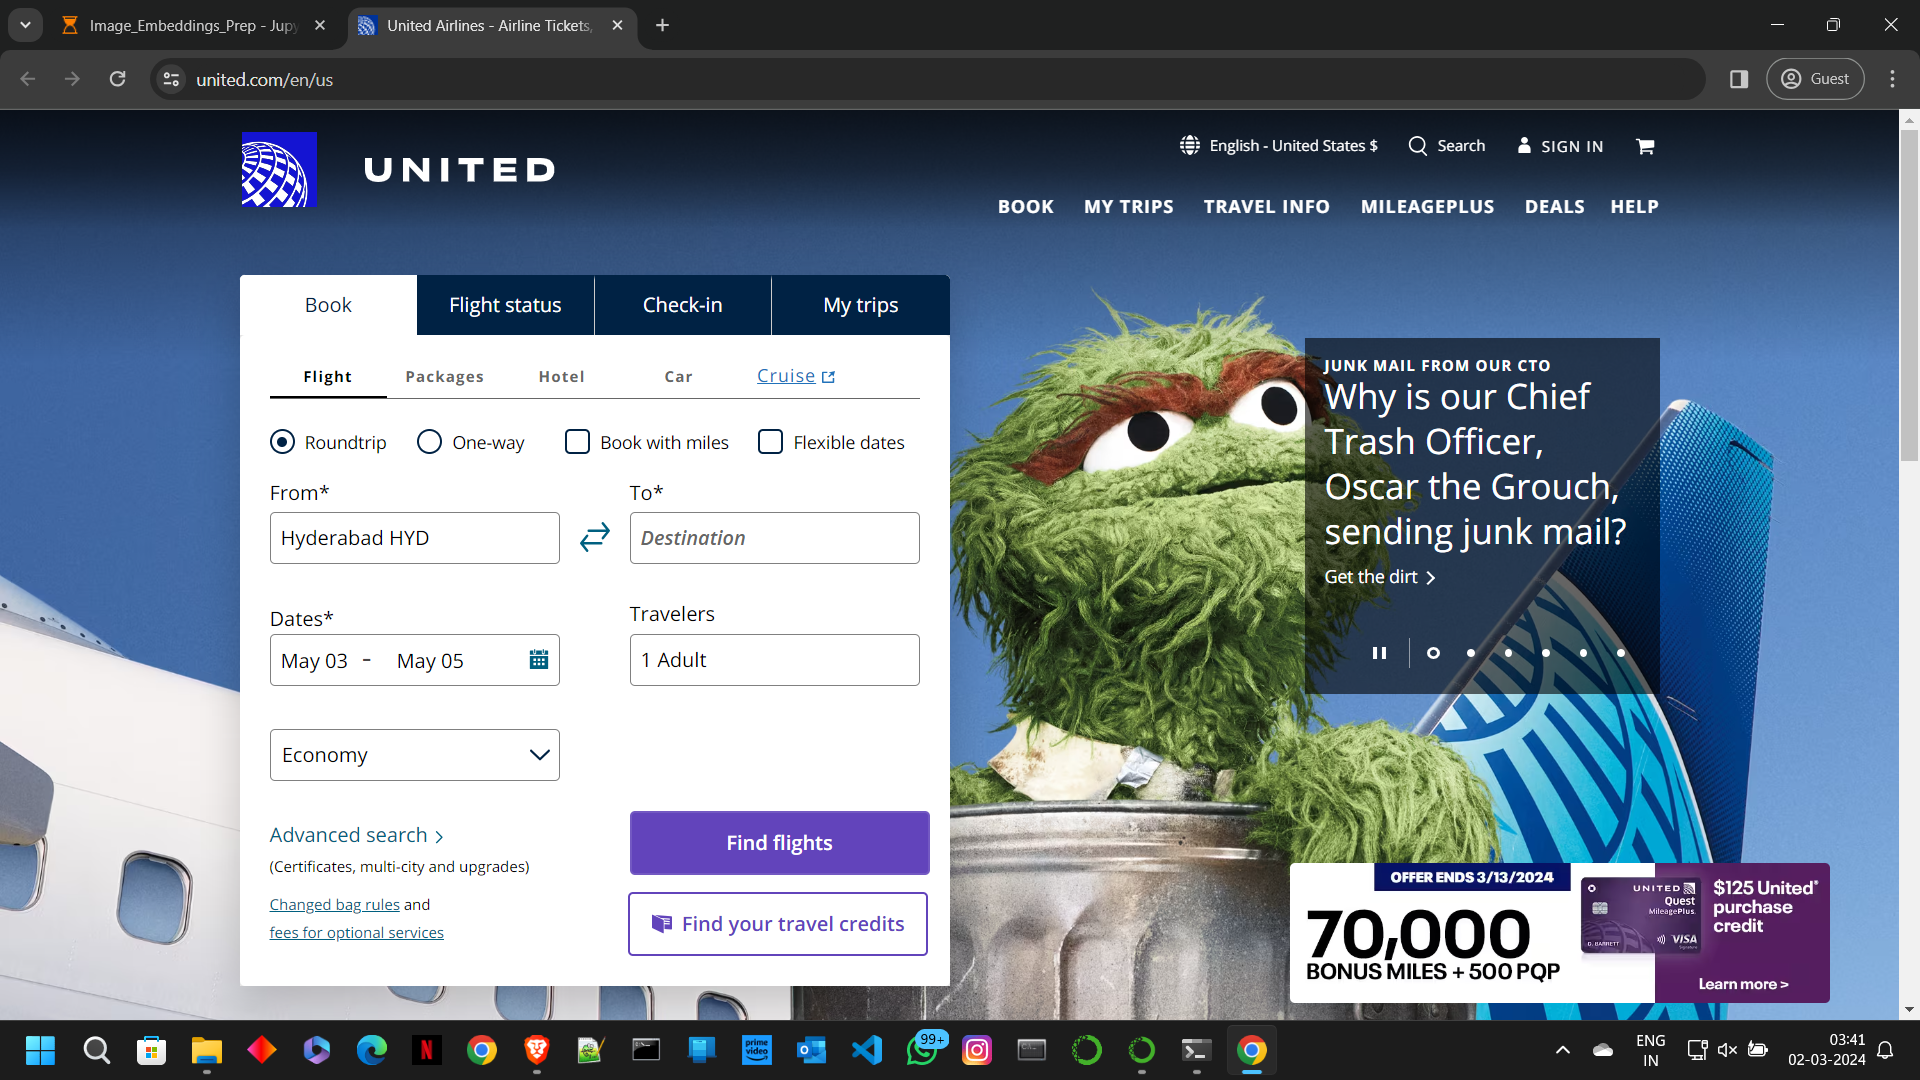 Image_Embeddings_Prep - Jup
United Airlines - Airline Tickets,
united.com/en/us
Guest
UNITED
English - United States $
Search
SIGN IN
BOOK
MY TRIPS
TRAVEL INFO
MILEAGEPLUS
DEALS
HELP
Book
Flight status
Check-in
My trips
Flight
Packages
Hotel
Car
Cruise
Roundtrip
One-way
Book with miles
Flexible dates
From*
To*
Hyderabad HYD
Destination
Dates*
Travelers
May 03 - May 05
1 Adult
Economy
Advanced search
(Certificates, multi-city and upgrades)
Changed bag rules and
fees for optional services
Find flights
Find your travel credits
JUNK MAIL FROM OUR CTO
Why is our Chief
Trash Officer,
Oscar the Grouch,
sending junk mail?
Get the dirt
OFFER ENDS 3/13/2024
70,000
BONUS MILES + 500 PQP
UNITED
Quest
MileagePlus.
D. BARRETT
VISA
Signature
$125 United®
purchase
credit
Learn more >
prime
video
99+
ENG
IN
03:41
02-03-2024